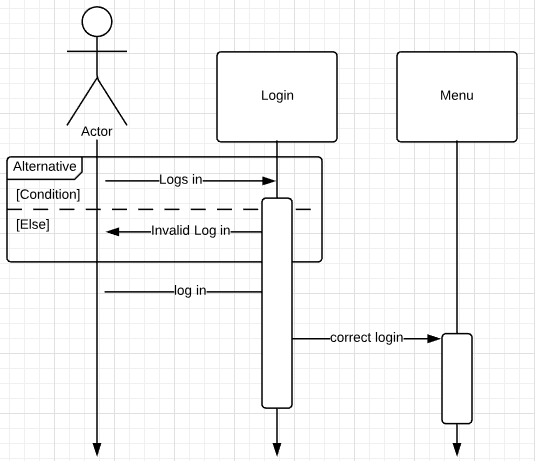 Login
Menu
Actor
Alternative
Logs in
[Condition]
[Else]
Invalid Log in
log in
correct login